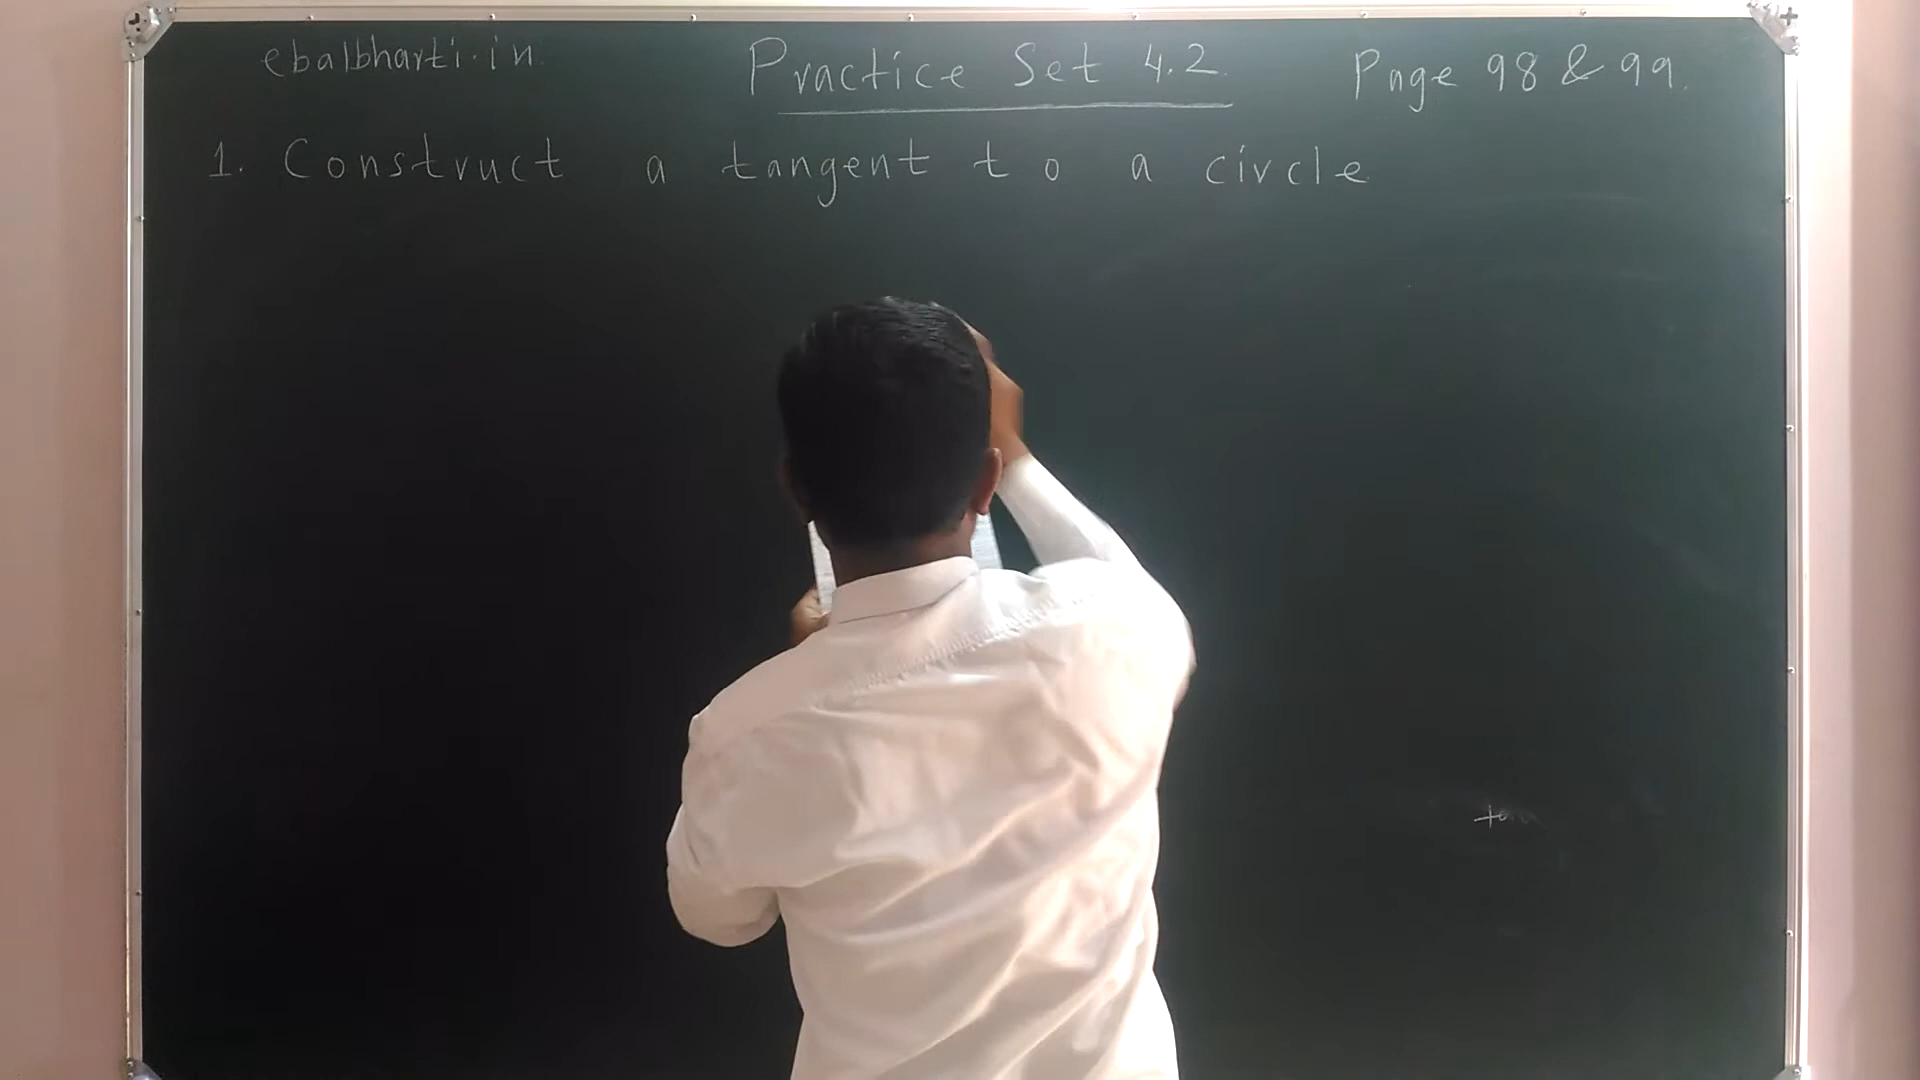 ebalbharti.in
Practice Set 4.2
Page 98 & 99.
1. Construct a tangent to a circle